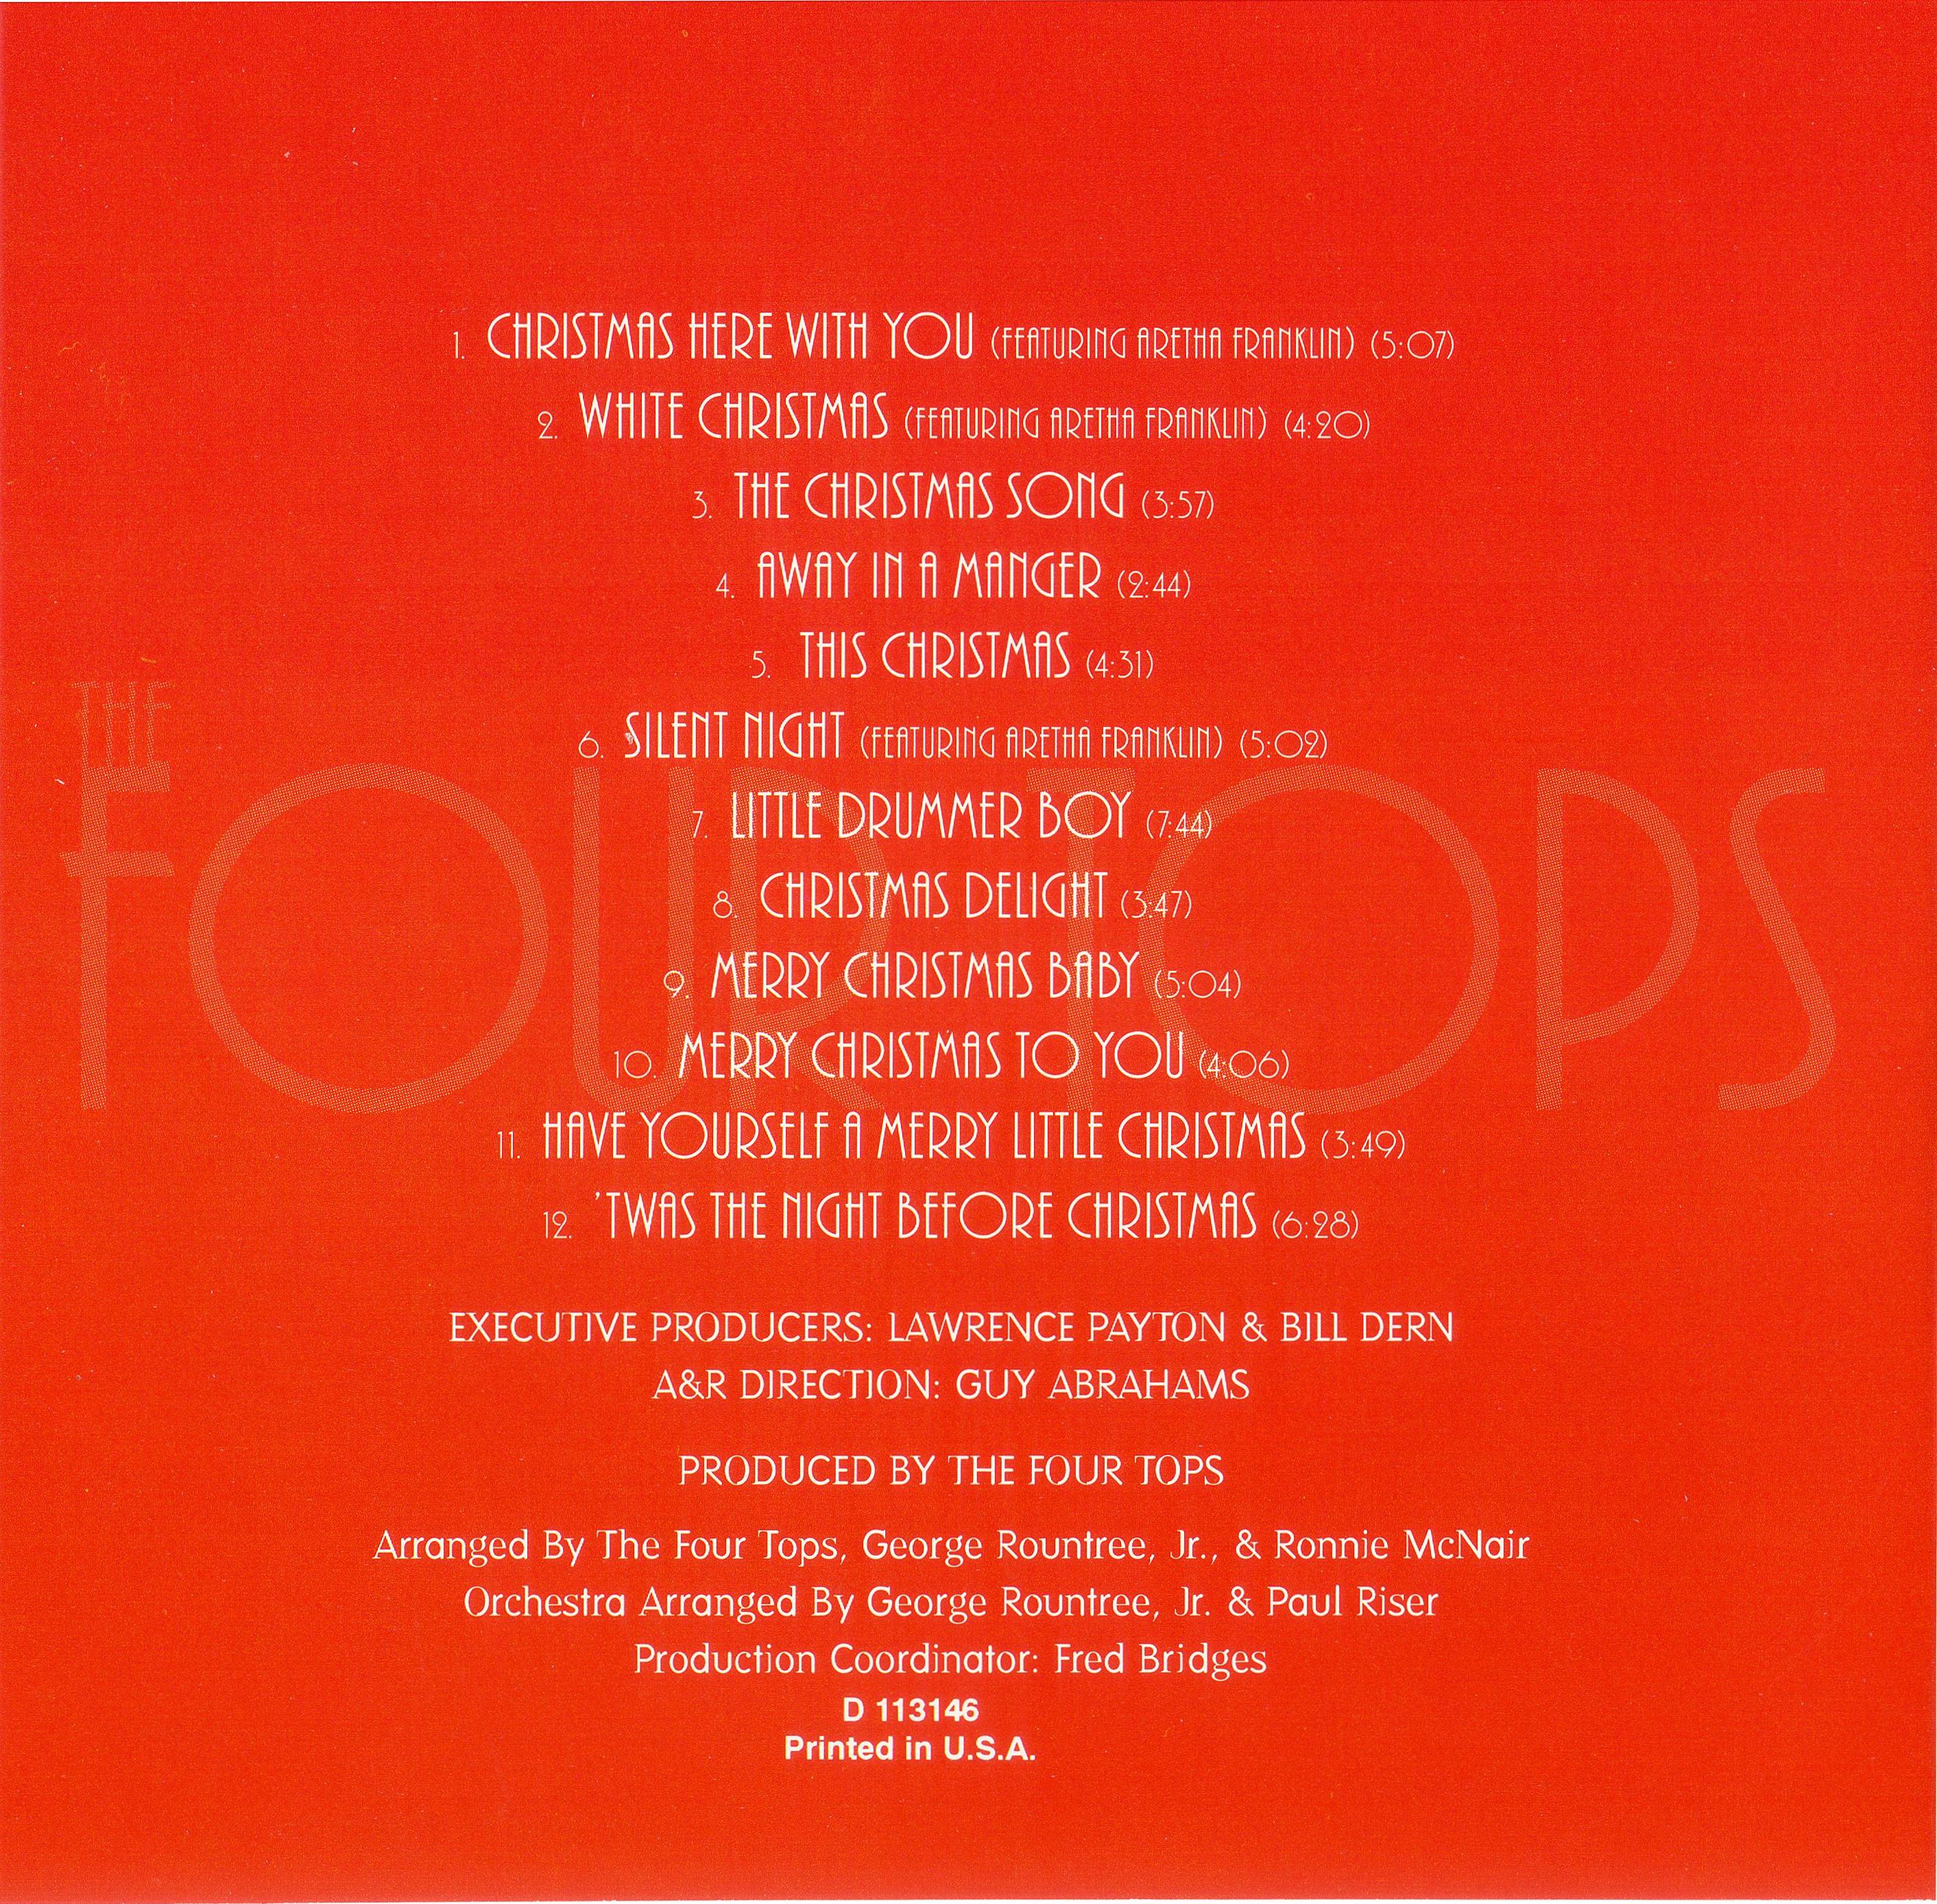 1. CHRISTMAS HERE WITH YOU (FEATURING ARETHA FRANKLIN) (5:07)
2. WHITE CHRISTMAS (FEATURING ARETHA FRANKLIN) (4:20)
3. THE CHRISTMAS SONG (3:57)
4. AWAY IN A MANGER (2:44)
5. THIS CHRISTMAS (4:31)
6. SILENT NIGHT (FEATURING ARETHA FRANKLIN) (5:02)
7. LITTLE DRUMMER BOY (7:44)
8. CHRISTMAS DELIGHT (3:47)
9. MERRY CHRISTMAS BABY (5:04)
10. MERRY CHRISTMAS TO YOU (4:06)
11. HAVE YOURSELF A MERRY LITTLE CHRISTMAS (3:49)
12. 'TWAS THE NIGHT BEFORE CHRISTMAS (6:28)
THE
FOUR TOPS
EXECUTIVE PRODUCERS: LAWRENCE PAYTON & BILL DERN
A&R DIRECTION: GUY ABRAHAMS
PRODUCED BY THE FOUR TOPS
Arranged By The Four Tops, George Rountree, Jr., & Ronnie McNair
Orchestra Arranged By George Rountree, Jr. & Paul Riser
Production Coordinator: Fred Bridges
D 113146
Printed in U.S.A.